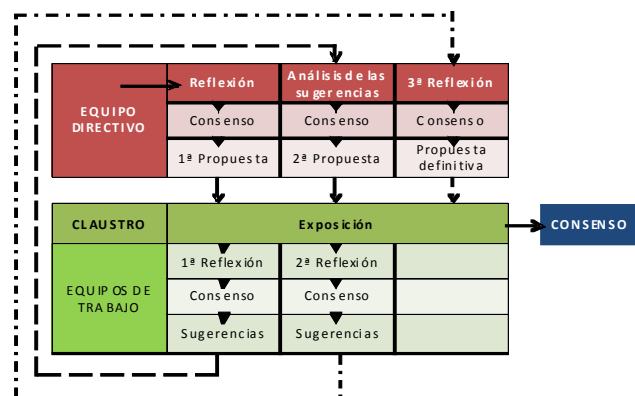 EQUIPO
DIRECTIVO
Reflexión
Análisis de las
sugerencias
3ª Reflexión
Consenso
Consenso
Consenso
1ª Propuesta
2ª Propuesta
Propuesta
definitiva
CLAUSTRO
Exposición
CONSENSO
EQUIPOS DE
TRABAJO
1ª Reflexión
2ª Reflexión
Consenso
Consenso
Sugerencias
Sugerencias